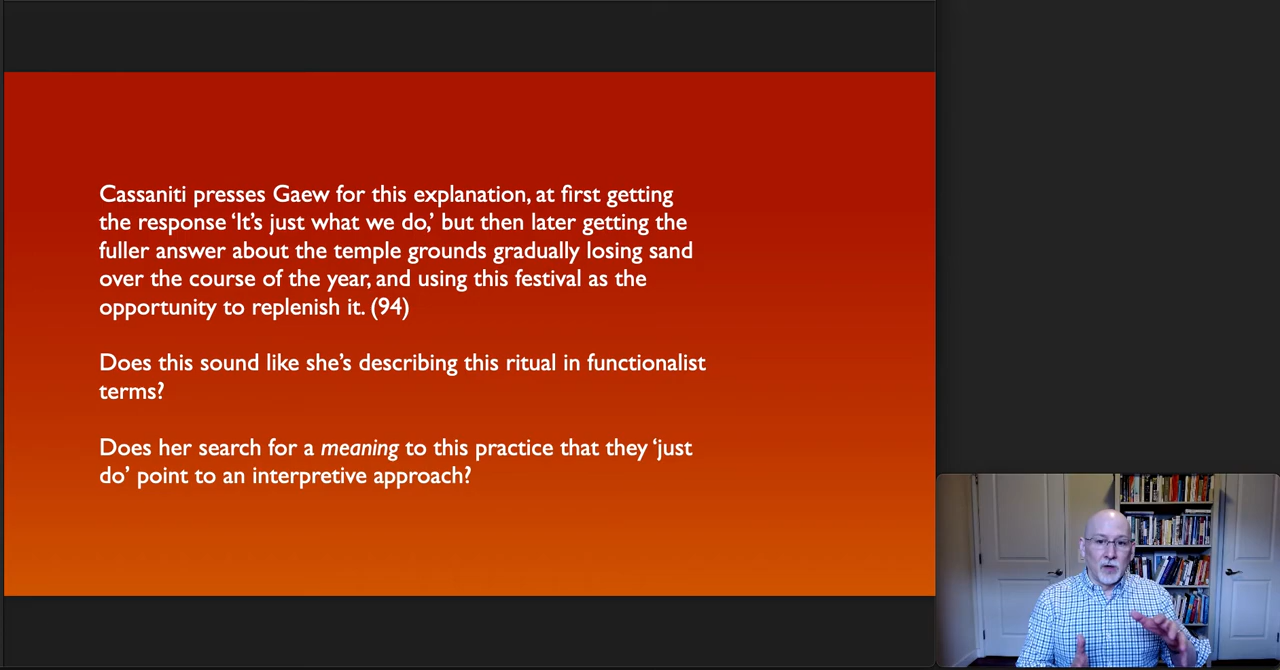 Cassaniti presses Gaew for this explanation, at first getting
the response ‘It’s just what we do,’ but then later getting the
fuller answer about the temple grounds gradually losing sand
over the course of the year, and using this festival as the
opportunity to replenish it. (94)
Does this sound like she’s describing this ritual in functionalist
terms?
Does her search for a meaning to this practice that they ‘just
do’ point to an interpretive approach?